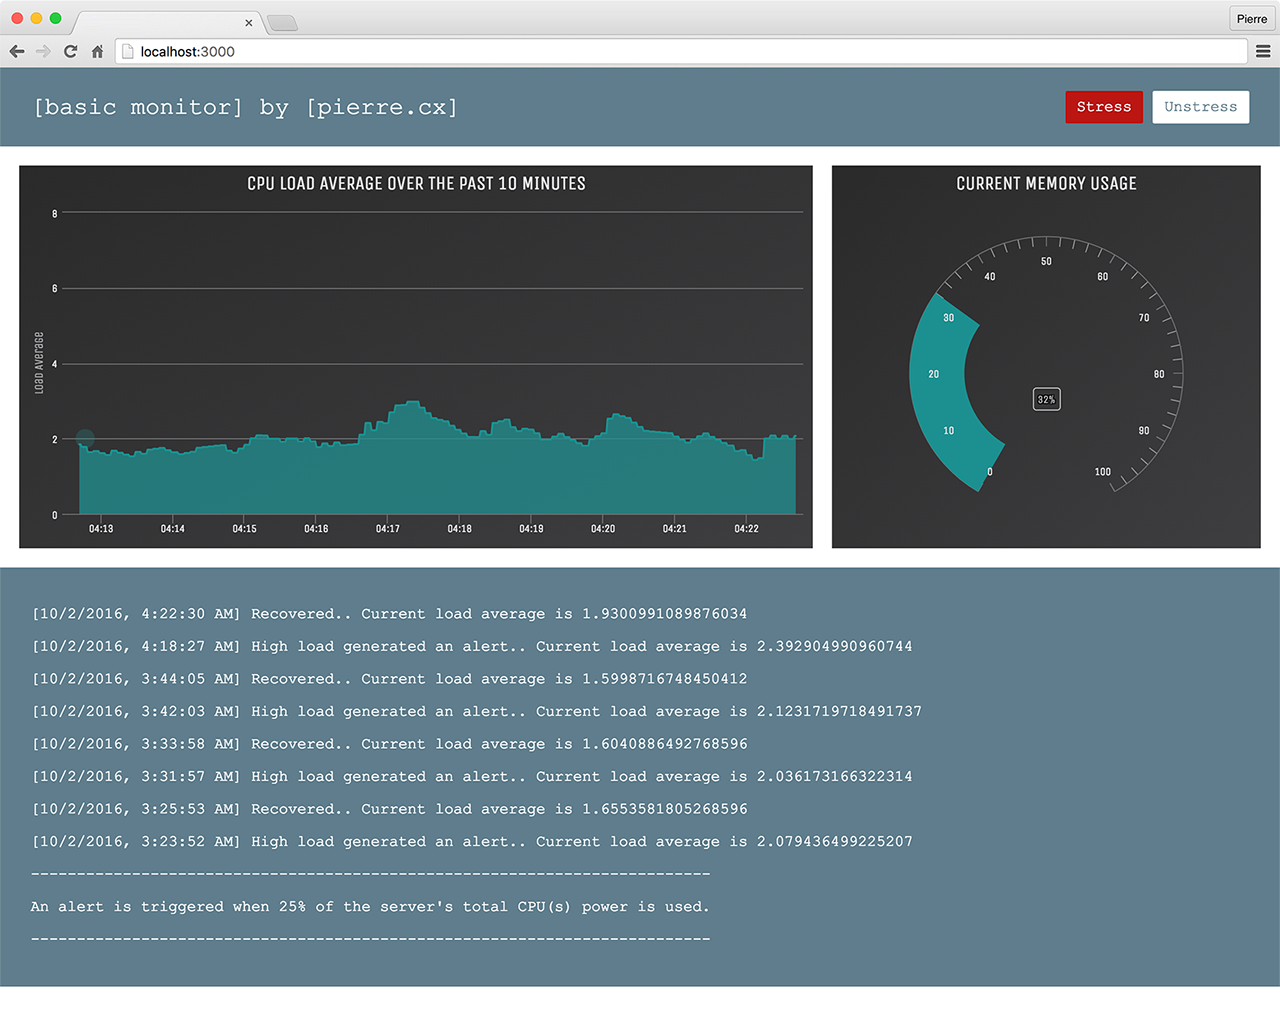 Pierre
localhost:3000
[basic monitor] by [pierre.cx]
Stress
Unstress
CPU LOAD AVERAGE OVER THE PAST 10 MINUTES
8
6
4
2
0
Load Average
04:13 04:14 04:15 04:16 04:17 04:18 04:19 04:20 04:21 04:22
CURRENT MEMORY USAGE
0
10
20
30
40
50
60
70
80
90
100
32%
[10/2/2016, 4:22:30 AM] Recovered.. Current load average is 1.9300991089876034
[10/2/2016, 4:18:27 AM] High load generated an alert.. Current load average is 2.392904990960744
[10/2/2016, 3:44:05 AM] Recovered.. Current load average is 1.5998716748450412
[10/2/2016, 3:42:03 AM] High load generated an alert.. Current load average is 2.1231719718491737
[10/2/2016, 3:33:58 AM] Recovered.. Current load average is 1.6040886492768596
[10/2/2016, 3:31:57 AM] High load generated an alert.. Current load average is 2.036173166322314
[10/2/2016, 3:25:53 AM] Recovered.. Current load average is 1.6553581805268596
[10/2/2016, 3:23:52 AM] High load generated an alert.. Current load average is 2.079436499225207
--------------------------------------------------------------------------
An alert is triggered when 25% of the server's total CPU(s) power is used.
--------------------------------------------------------------------------